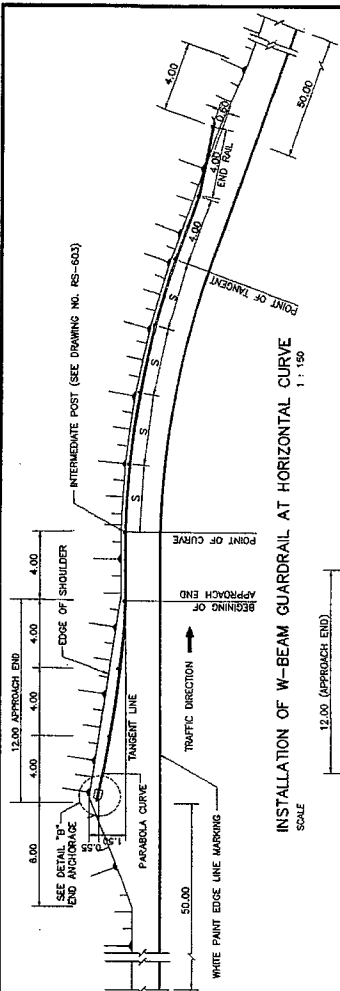 4.00
50.00
0.60
4.00
END RAIL
4.00
POINT OF TANGENT
INTERMEDIATE POST (SEE DRAWING NO. RS-603)
S
S
S
S
POINT OF CURVE
4.00
12.00 APPROACH END
4.00
4.00
4.00
EDGE OF SHOULDER
BEGINING OF
APPROACH END
TANGENT LINE
TRAFFIC DIRECTION
6.00
SEE DETAIL "B"
END ANCHORAGE
0.55
1.50
PARABOLA CURVE
50.00
WHITE PAINT EDGE LINE MARKING
INSTALLATION OF W-BEAM GUARDRAIL AT HORIZONTAL CURVE
SCALE 1 : 150
12.00 (APPROACH END)